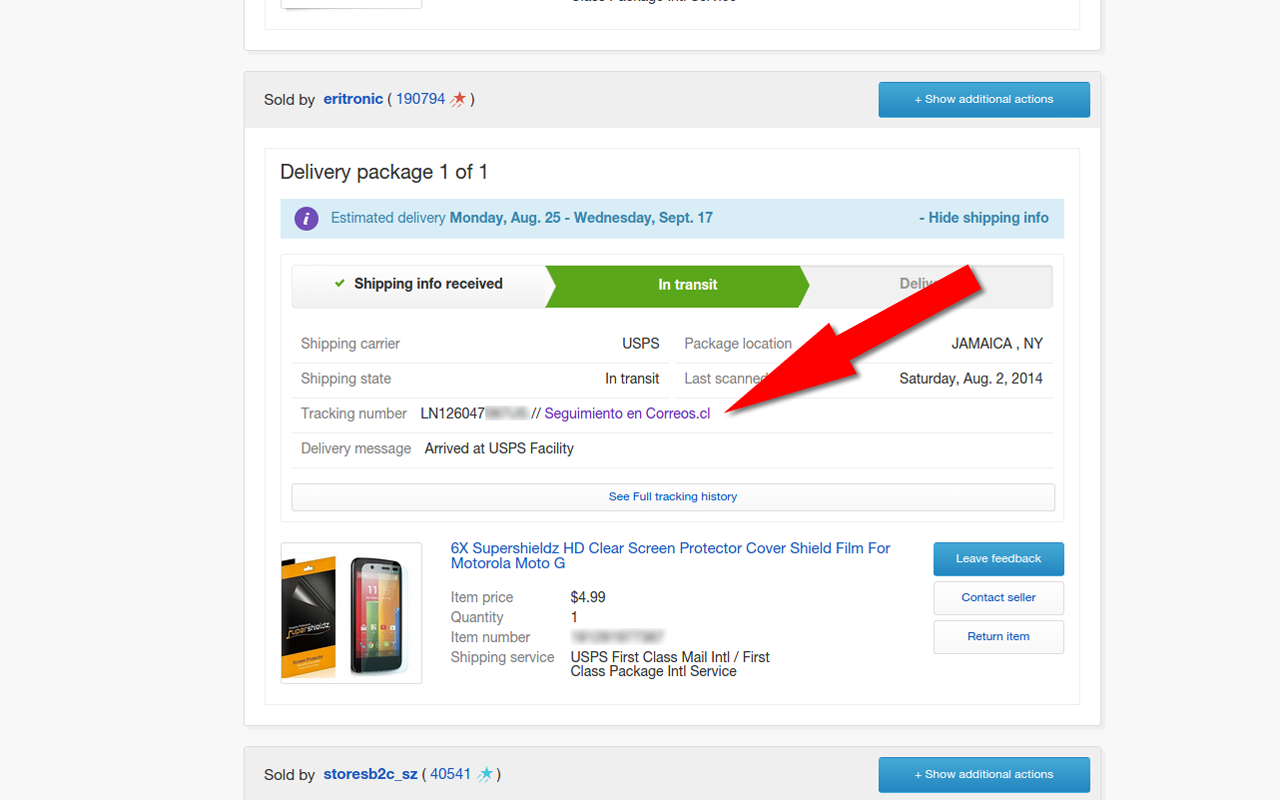 Class Package Intl Service
Sold by eritronic ( 190794 )
+ Show additional actions
Delivery package 1 of 1
i Estimated delivery Monday, Aug. 25 - Wednesday, Sept. 17
- Hide shipping info
✔ Shipping info received
In transit
Shipping carrier USPS
Package location JAMAICA , NY
Shipping state In transit
Last scanned Saturday, Aug. 2, 2014
Tracking number LN126047 // Seguimiento en Correos.cl
Delivery message Arrived at USPS Facility
See Full tracking history
supershieldz
Screen Protector
6X Supershieldz HD Clear Screen Protector Cover Shield Film For
Motorola Moto G
Item price $4.99
Quantity 1
Item number
Shipping service USPS First Class Mail Intl / First
Class Package Intl Service
Leave feedback
Contact seller
Return item
Sold by storesb2c_sz ( 40541 )
+ Show additional actions